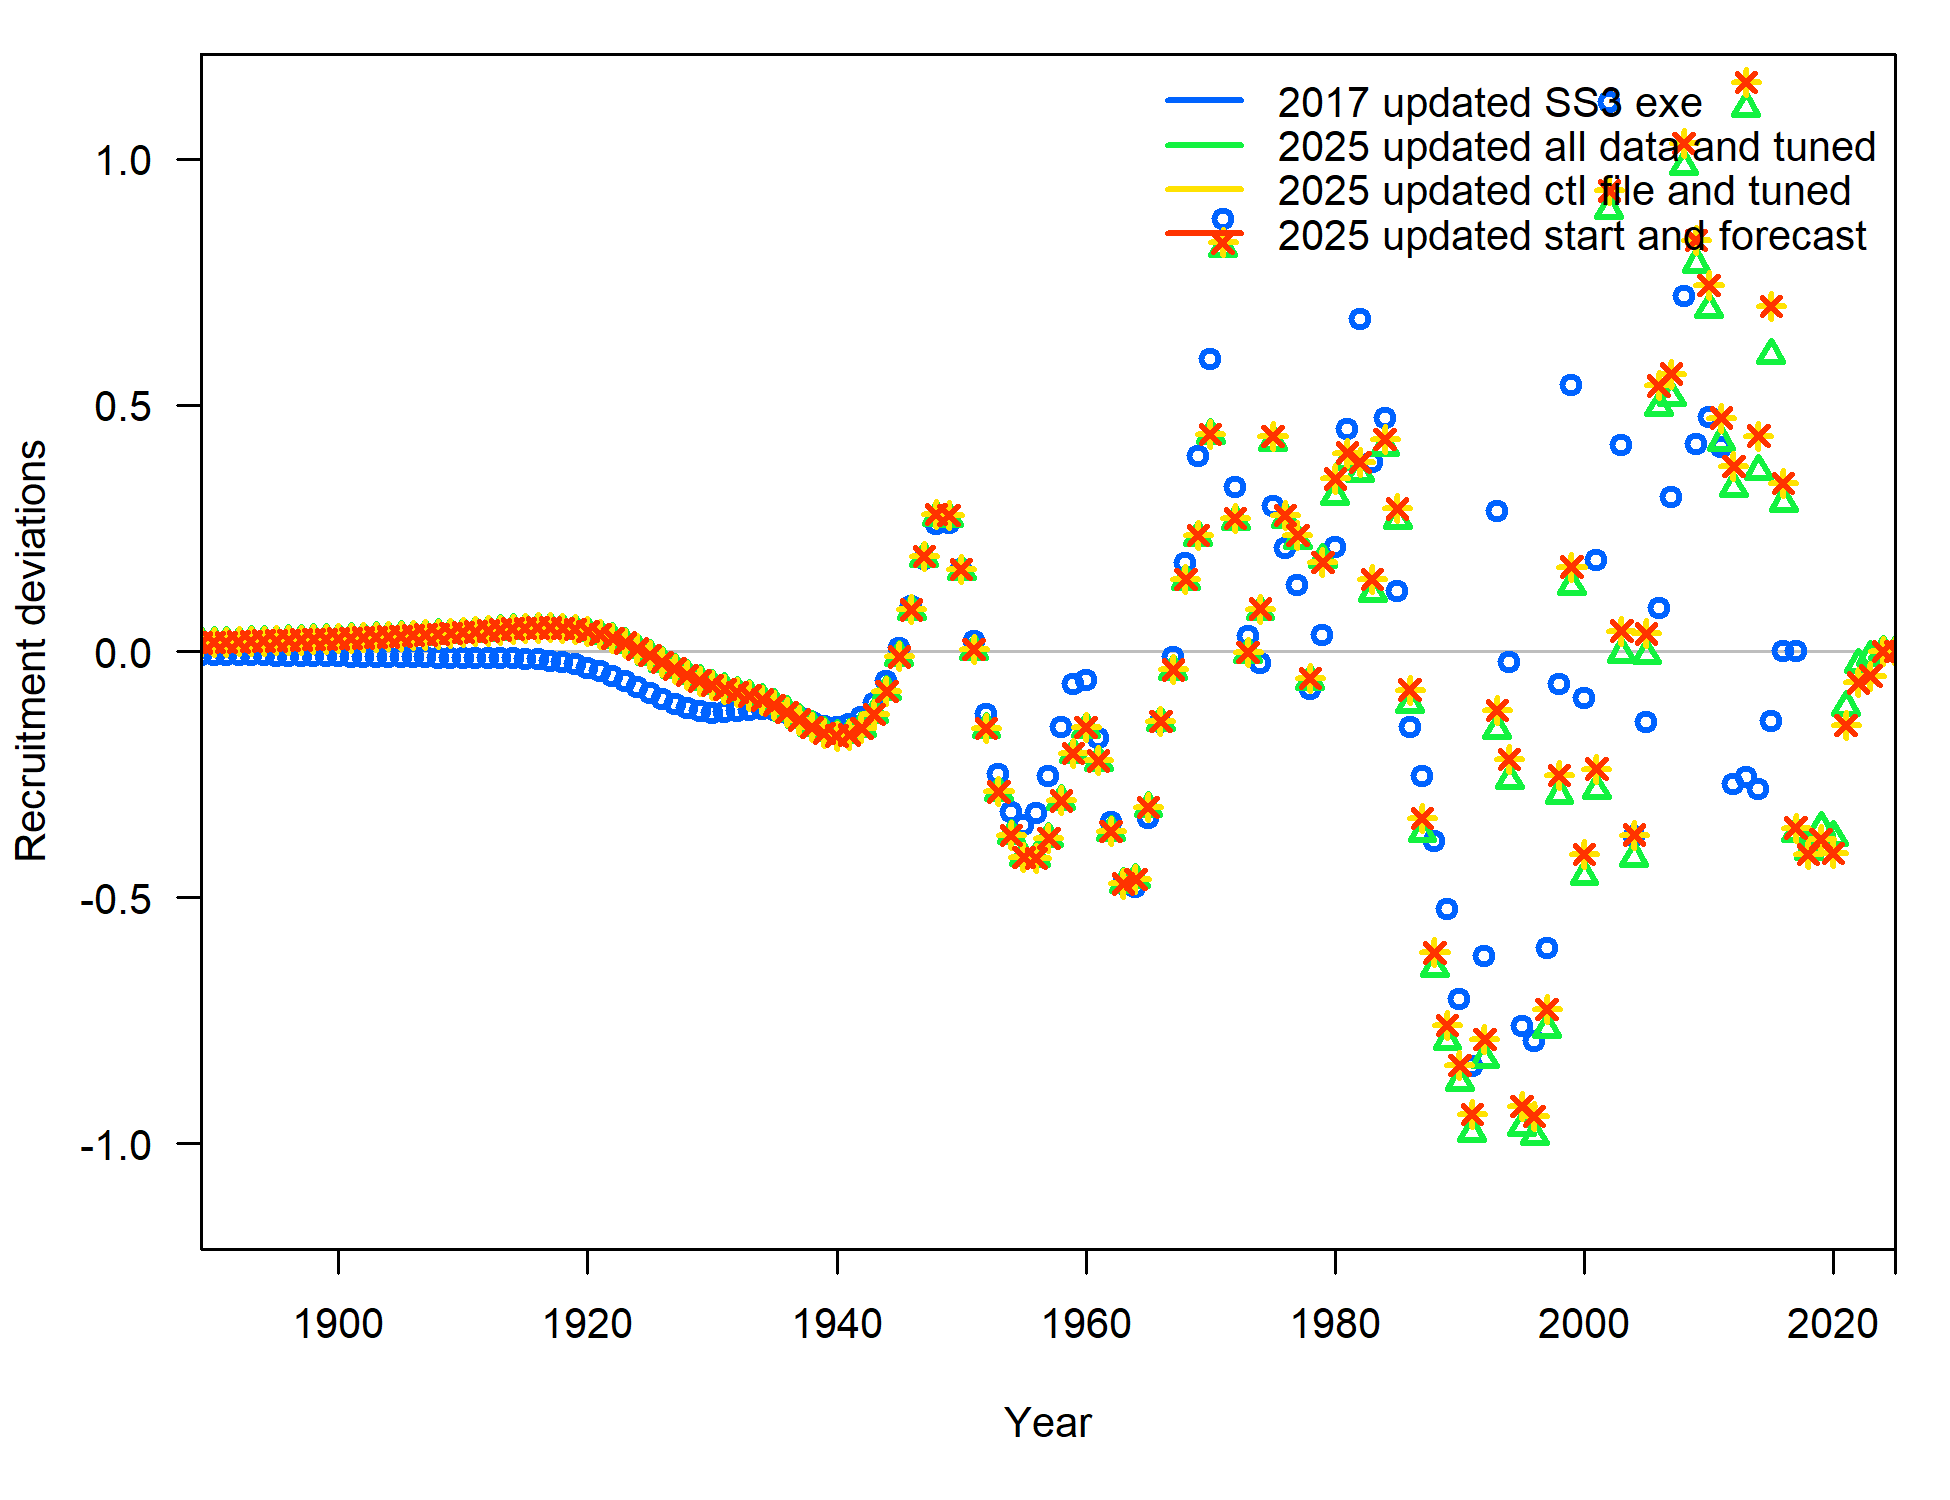 2017 updated SS3 exe
2025 updated all data and tuned
2025 updated ctl file and tuned
2025 updated start and forecast
Recruitment deviations
1.0
0.5
0.0
-0.5
-1.0
1900 1920 1940 1960 1980 2000 2020
Year